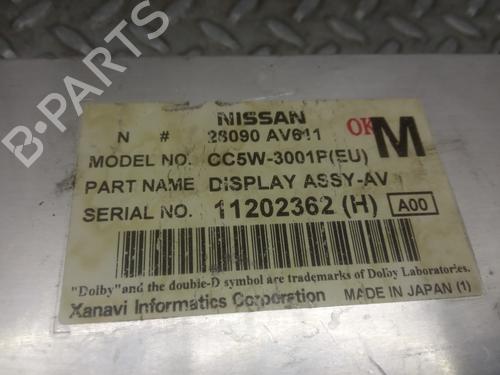 NISSAN
N # 28090 AV611 OK M
MODEL NO. CC5W-3001P(EU)
PART NAME DISPLAY ASSY-AV
SERIAL NO. 11202362 (H) A00
"Dolby"and the double-D symbol are trademarks of Dolby Laboratories.
Xanavi Informatics Corporation MADE IN JAPAN (1)
B-PARTS
B-PARTS